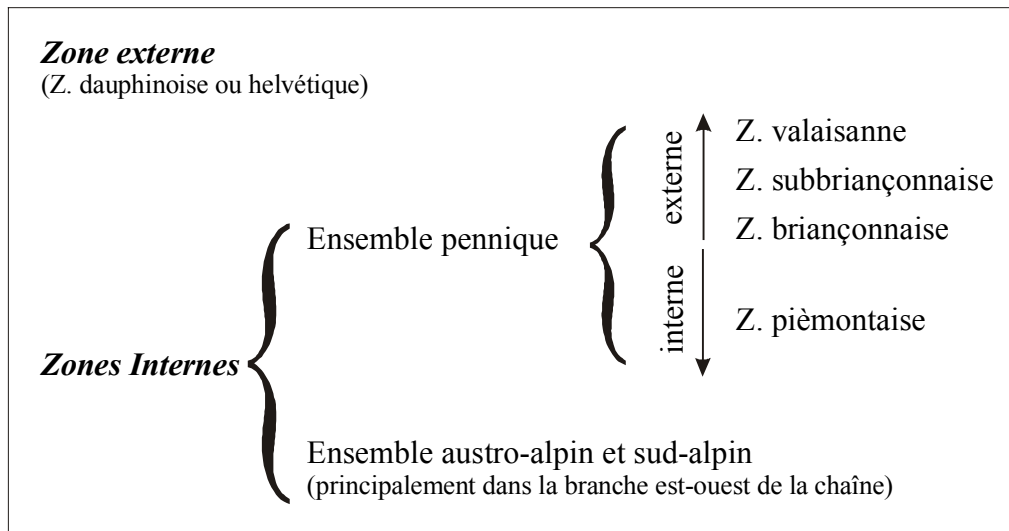 Zone externe
(Z. dauphinoise ou helvétique)
Ensemble pennique
externe
interne
Z. valaisanne
Z. subbriançonnaise
Z. briançonnaise
Z. pièmontaise
Zones Internes
Ensemble austro-alpin et sud-alpin
(principalement dans la branche est-ouest de la chaîne)